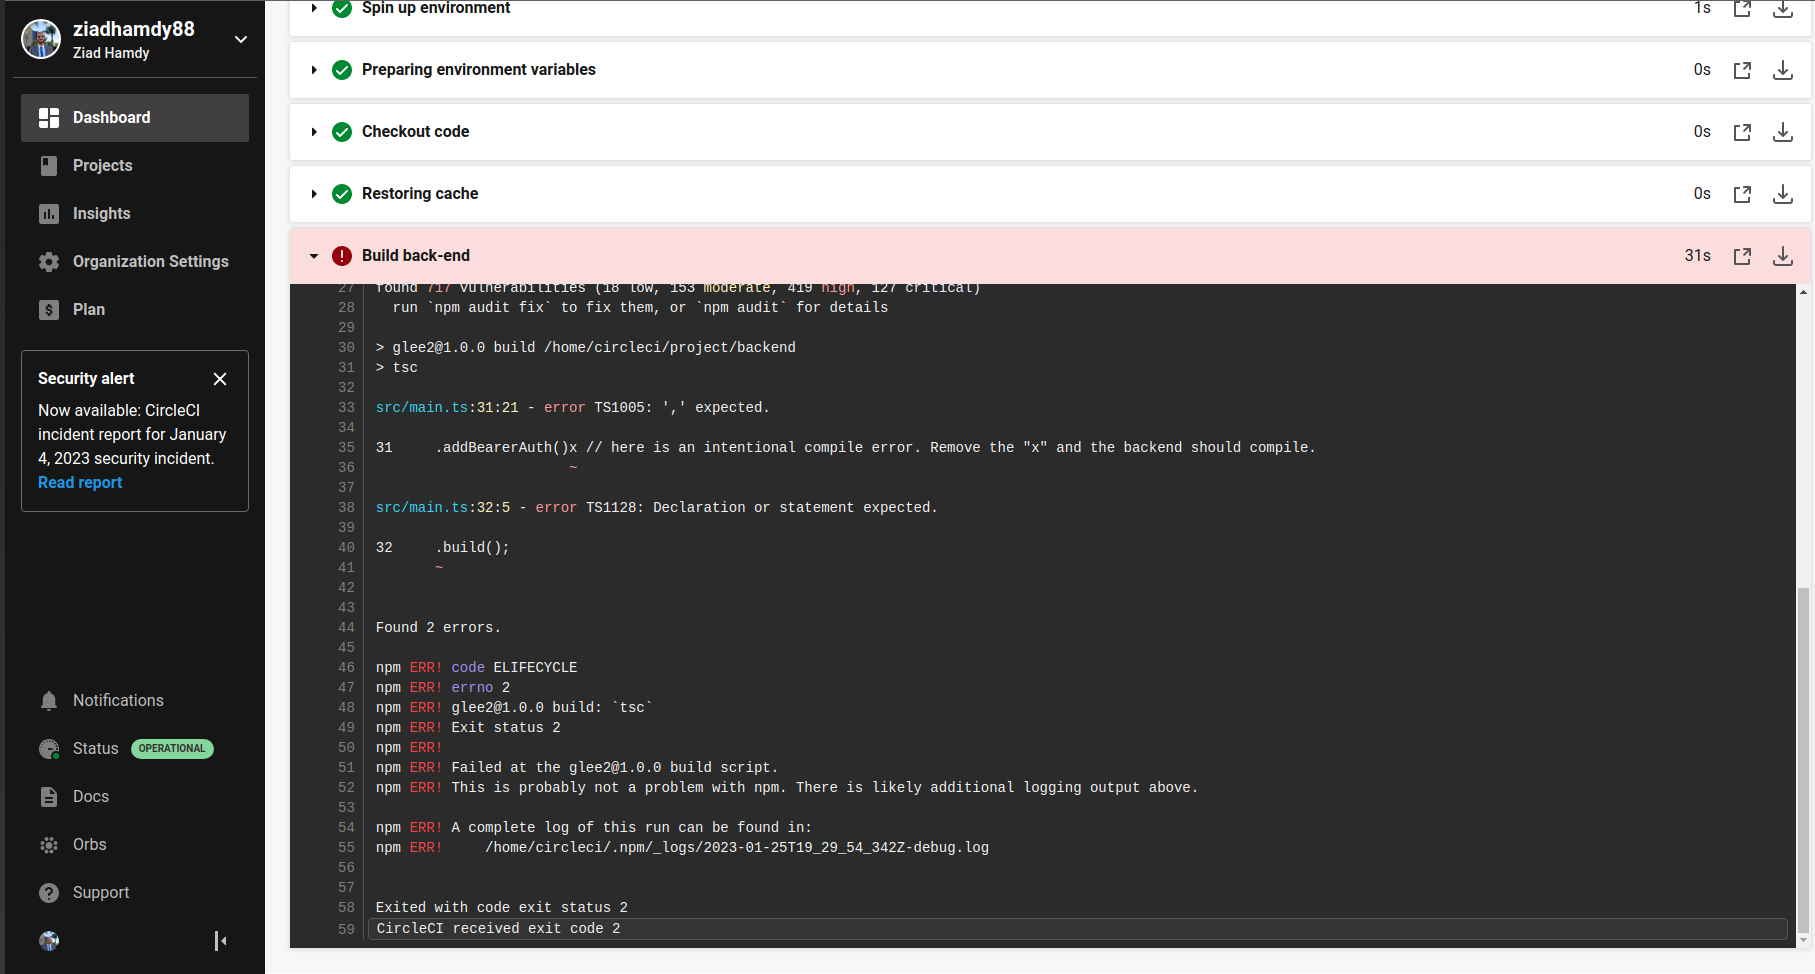 ziadhamdy88
Ziad Hamdy
Dashboard
Projects
Insights
Organization Settings
Plan
Security alert
Now available: CircleCI
incident report for January
4, 2023 security incident.
Read report
Notifications
Status OPERATIONAL
Docs
Orbs
Support
Spin up environment 1s
Preparing environment variables 0s
Checkout code 0s
Restoring cache 0s
Build back-end 31s
27 found 717 vulnerabilities (18 low, 153 moderate, 419 high, 127 critical)
28   run `npm audit fix` to fix them, or `npm audit` for details
29
30 > glee2@1.0.0 build /home/circleci/project/backend
31 > tsc
32
33 src/main.ts:31:21 - error TS1005: ',' expected.
34
35 31     .addBearerAuth()x // here is an intentional compile error. Remove the "x" and the backend should compile.
36                        ~
37
38 src/main.ts:32:5 - error TS1128: Declaration or statement expected.
39
40 32     .build();
41        ~
42
43
44 Found 2 errors.
45
46 npm ERR! code ELIFECYCLE
47 npm ERR! errno 2
48 npm ERR! glee2@1.0.0 build: `tsc`
49 npm ERR! Exit status 2
50 npm ERR!
51 npm ERR! Failed at the glee2@1.0.0 build script.
52 npm ERR! This is probably not a problem with npm. There is likely additional logging output above.
53
54 npm ERR! A complete log of this run can be found in:
55 npm ERR!     /home/circleci/.npm/_logs/2023-01-25T19_29_54_342Z-debug.log
56
57
58 Exited with code exit status 2
59 CircleCI received exit code 2